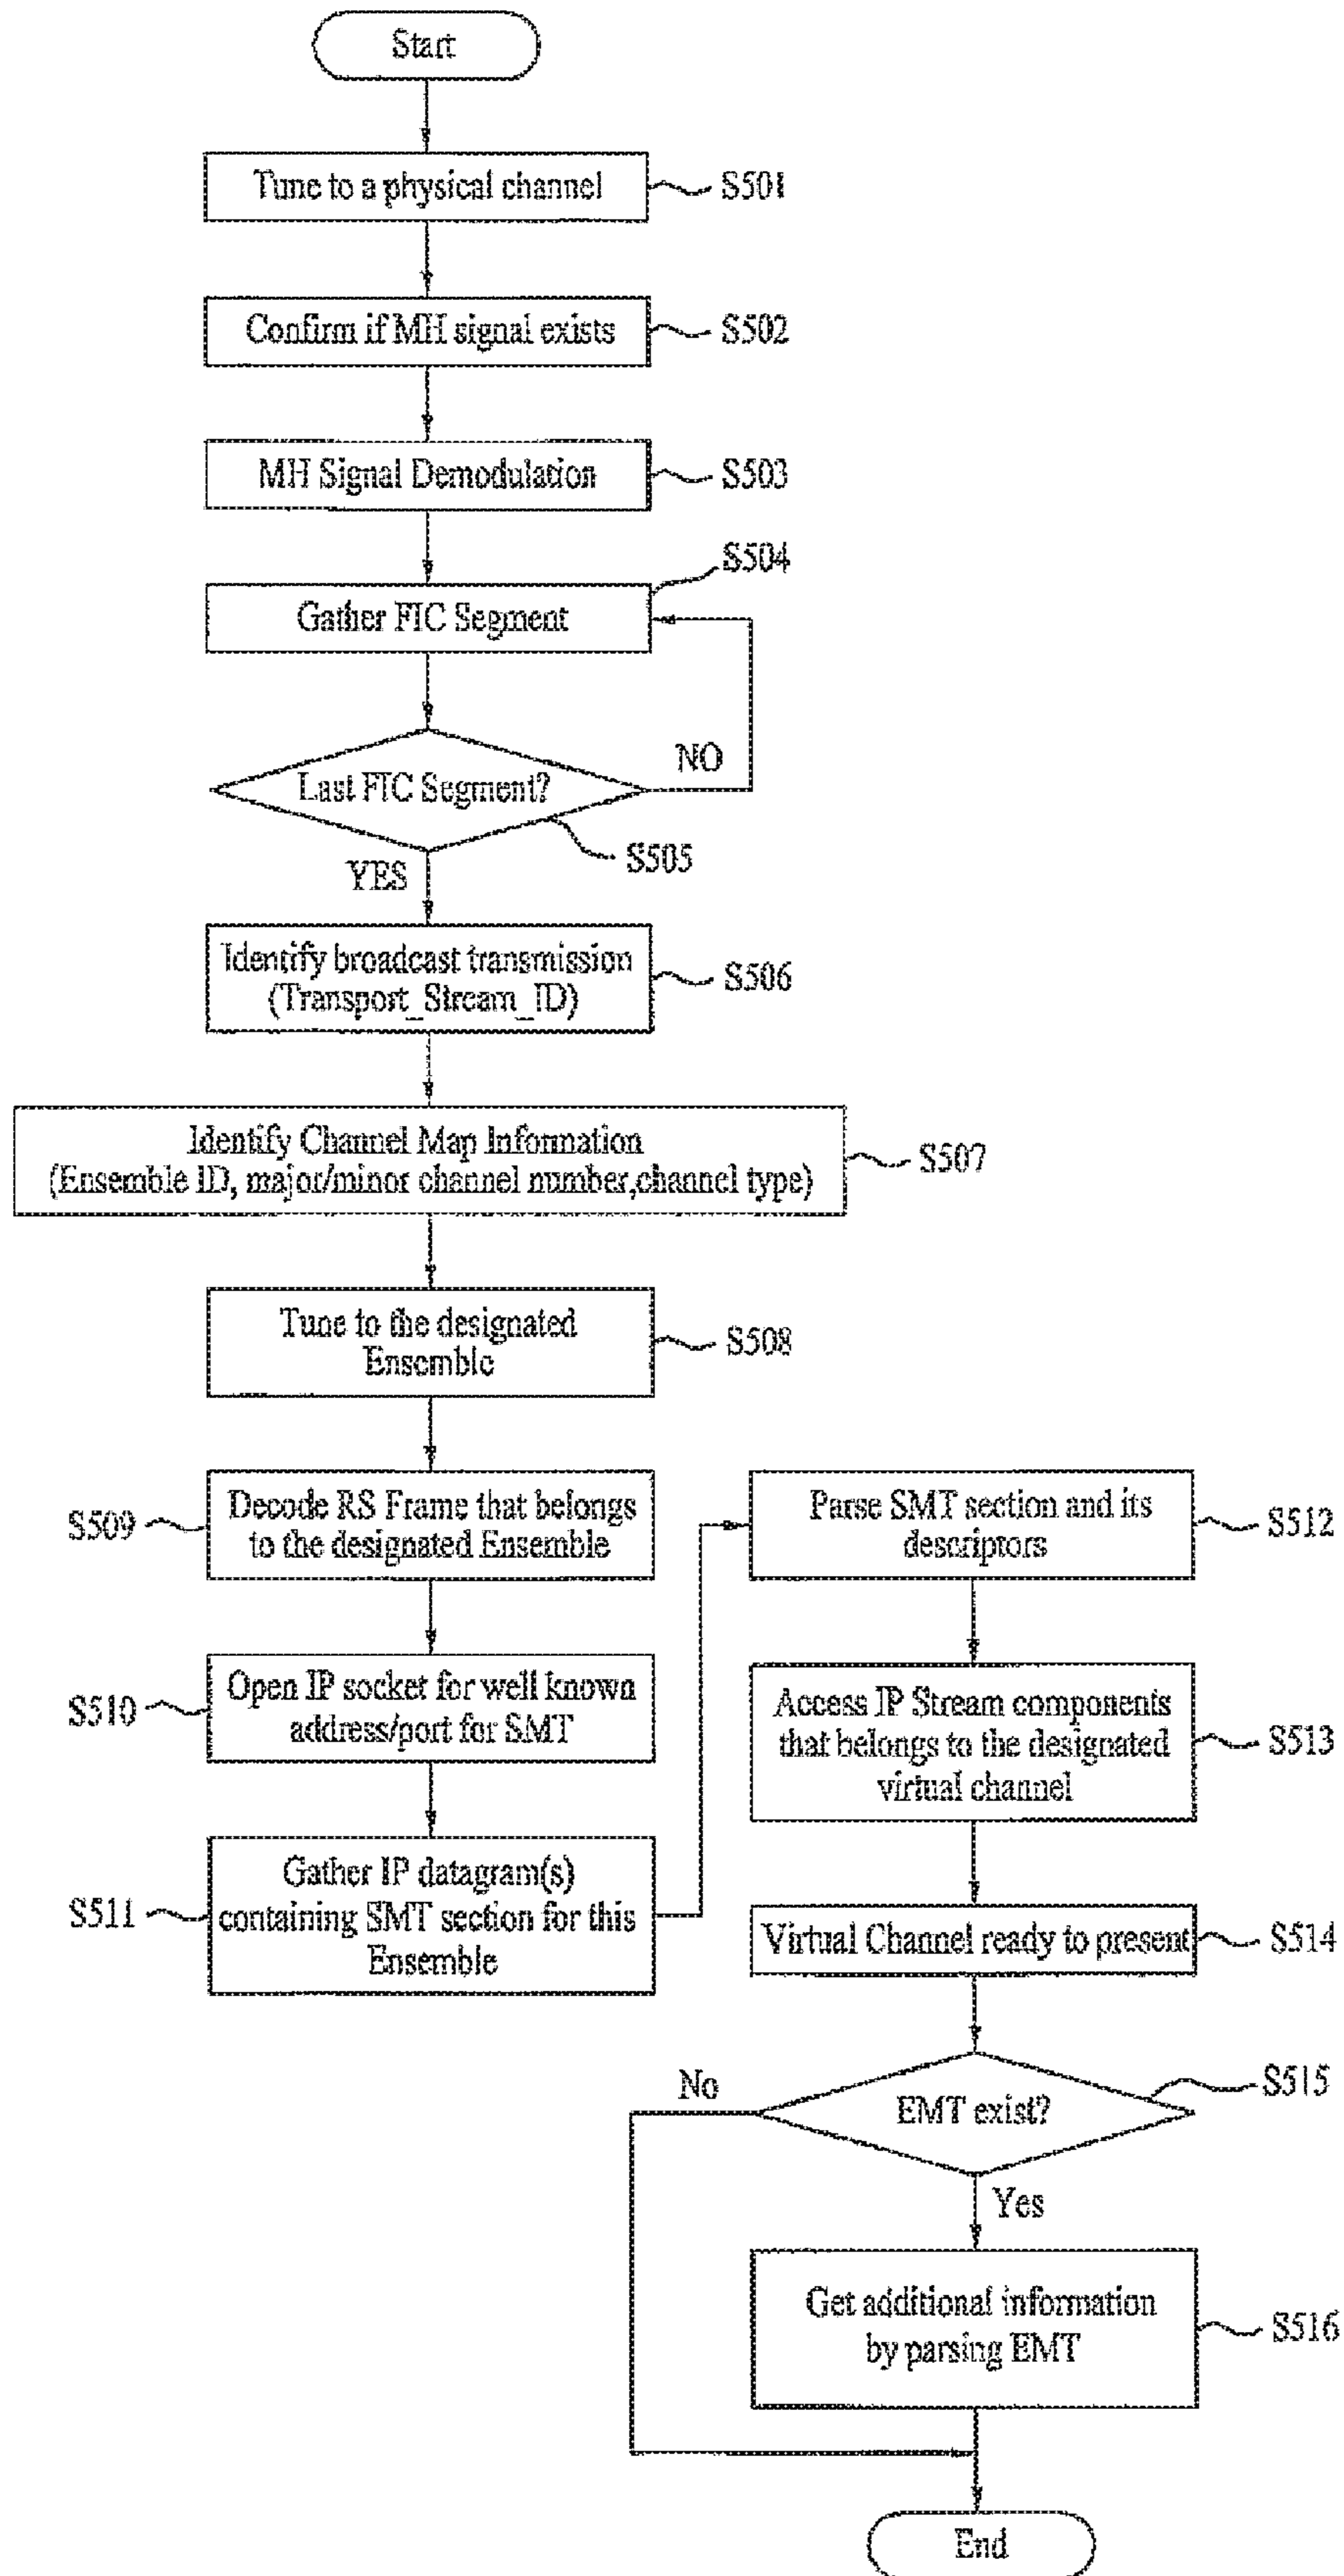 Start
Tune to a physical channel
S501
Confirm if MH signal exists
S502
MH Signal Demodulation
S503
S504
Gather FIC Segment
NO
Last FIC Segment?
S505
YES
Identify broadcast transmission
(Transport_Stream_ID)
S506
Identify Channel Map Information
(Ensemble ID, major/minor channel number,channel type)
S507
Tune to the designated
Ensemble
S508
S509
Decode RS Frame that belongs
to the designated Ensemble
S510
Open IP socket for well known
address/port for SMT
S511
Gather IP datagram(s)
containing SMT section for this
Ensemble
Parse SMT section and its
descriptors
S512
Access IP Stream components
that belongs to the designated
virtual channel
S513
Virtual Channel ready to present
S514
No
EMT exist?
S515
Yes
Get additional information
by parsing EMT
S516
End